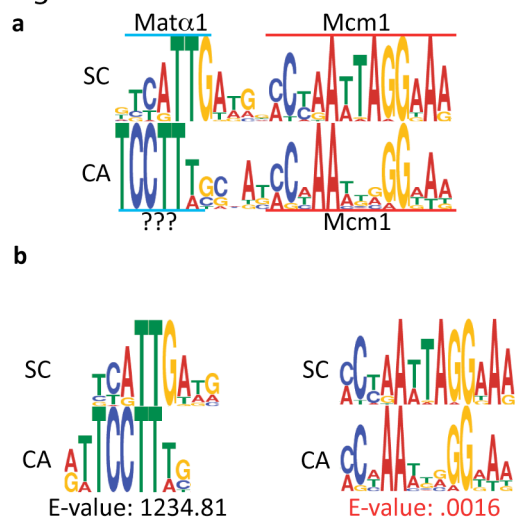 a
Matα1 Mcm1
SC
CA
??? Mcm1
b
SC SC
CA CA
E-value: 1234.81 E-value: .0016